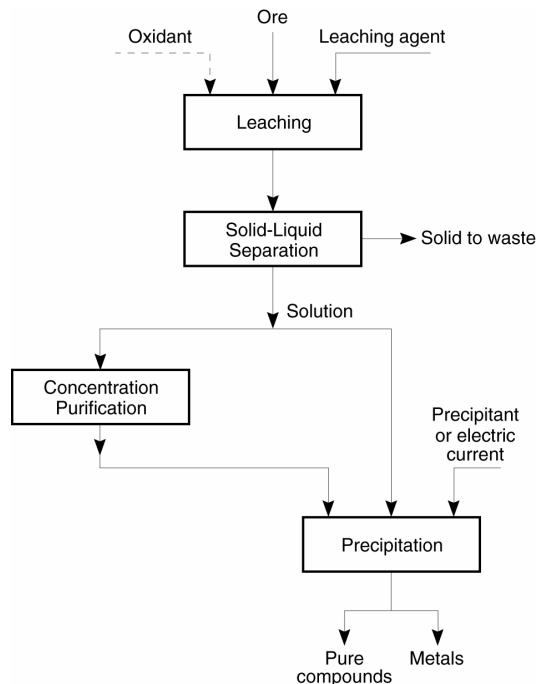 Ore
Oxidant
Leaching agent
Leaching
Solid-Liquid
Separation
Solid to waste
Solution
Concentration
Purification
Precipitant
or electric
current
Precipitation
Pure
compounds
Metals